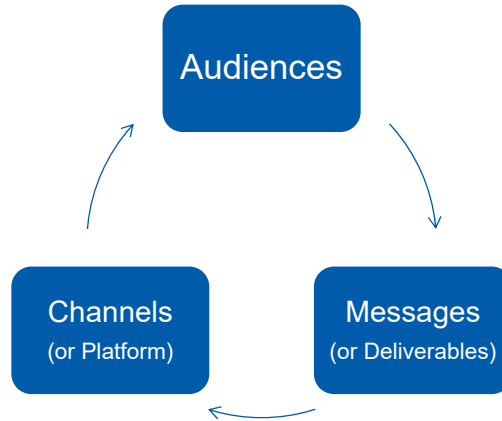 Audiences
Channels
(or Platform)
Messages
(or Deliverables)